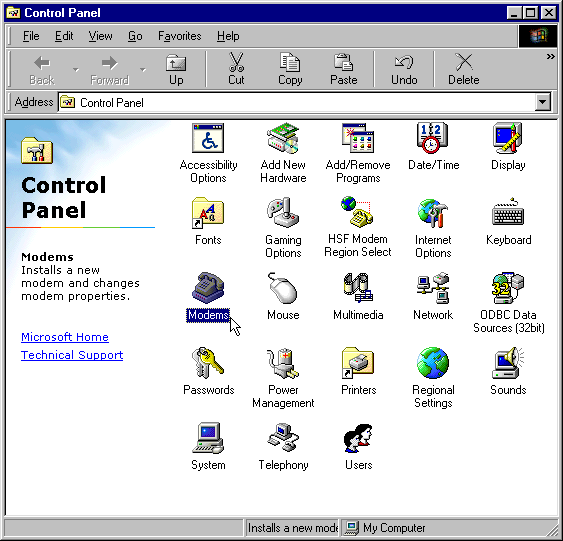 Control Panel
File Edit View Go Favorites Help
Back Forward Up Cut Copy Paste Undo Delete
Address Control Panel
Control
Panel
Modems
Installs a new
modem and changes
modem properties.
Microsoft Home
Technical Support
Accessibility
Options
Add New
Hardware
Add/Remove
Programs
Date/Time
Display
Fonts
Gaming
Options
HSF Modem
Region Select
Internet
Options
Keyboard
Modems
Mouse
Multimedia
Network
ODBC Data
Sources (32bit)
Passwords
Power
Management
Printers
Regional
Settings
Sounds
System
Telephony
Users
Installs a new mode My Computer